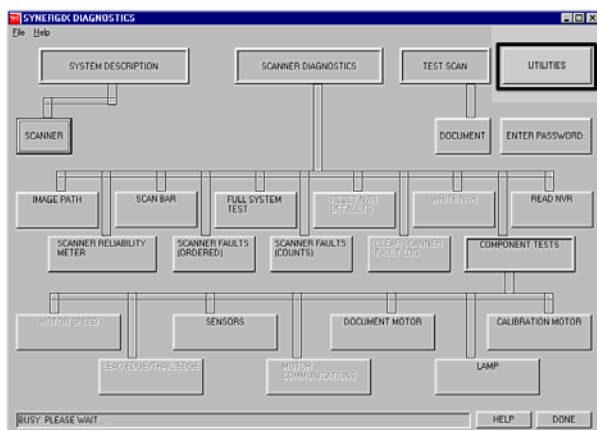 SYNERGIX DIAGNOSTICS
File Help
SYSTEM DESCRIPTION
SCANNER DIAGNOSTICS
TEST SCAN
UTILITIES
SCANNER
DOCUMENT
ENTER PASSWORD:
IMAGE PATH
SCAN BAR
FULL SYSTEM
TEST
RESET NVR
DEFAULTS
WRITE NVR
READ NVR
SCANNER RELIABILITY
METER
SCANNER FAULTS
(ORDERED)
SCANNER FAULTS
(COUNTS)
CLEAR SCANNER
FAULT LOG
COMPONENT TESTS
MOTOR SPEED
SENSORS
DOCUMENT MOTOR
CALIBRATION MOTOR
LEAD EDGE/TRAIL EDGE
MOTOR
COMMUNICATIONS
LAMP
BUSY. PLEASE WAIT...
HELP
DONE